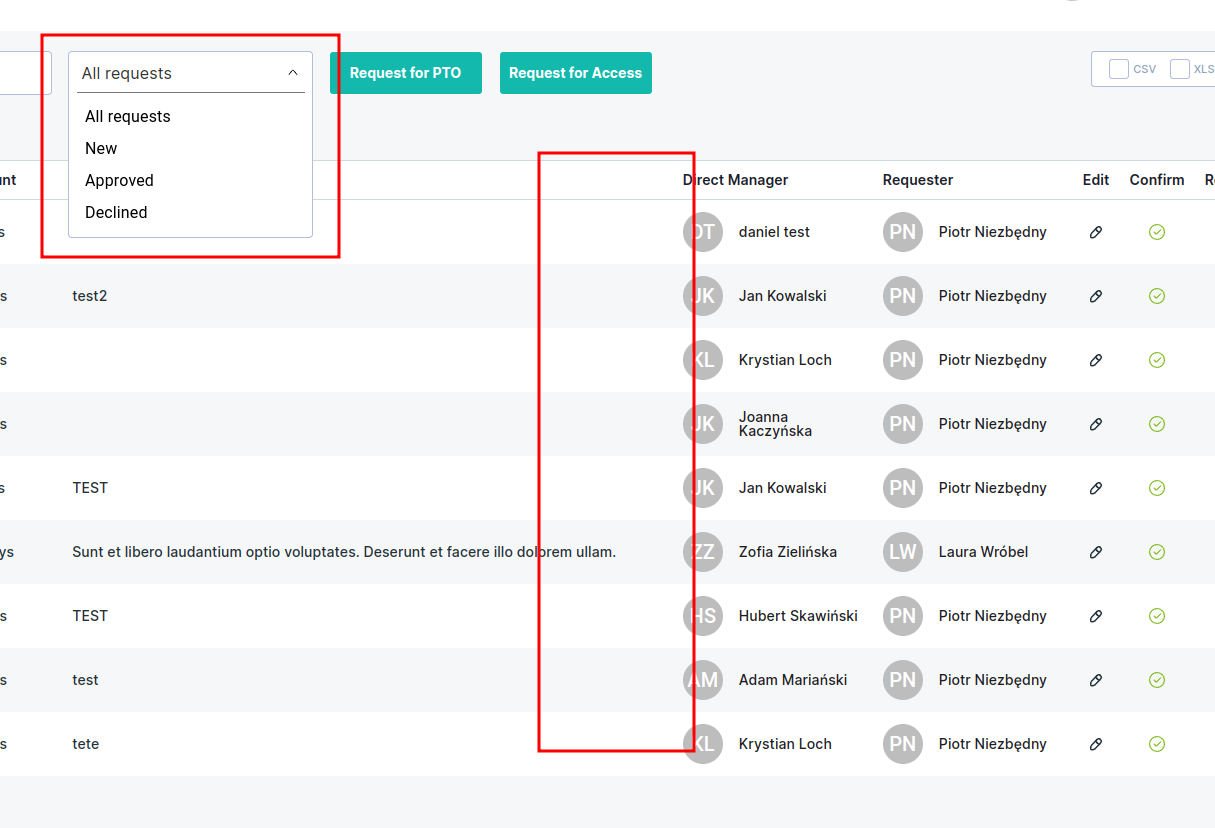 All requests
Request for PTO
Request for Access
CSV
XLS
All requests
New
Approved
Declined
Direct Manager
Requester
Edit
Confirm
DT daniel test PN Piotr Niezbędny
test2 JK Jan Kowalski PN Piotr Niezbędny
KL Krystian Loch PN Piotr Niezbędny
JK Joanna
Kaczyńska PN Piotr Niezbędny
TEST JK Jan Kowalski PN Piotr Niezbędny
Sunt et libero laudantium optio voluptates. Deserunt et facere illo dolorem ullam. ZZ Zofia Zielińska LW Laura Wróbel
TEST HS Hubert Skawiński PN Piotr Niezbędny
test AM Adam Mariański PN Piotr Niezbędny
tete KL Krystian Loch PN Piotr Niezbędny